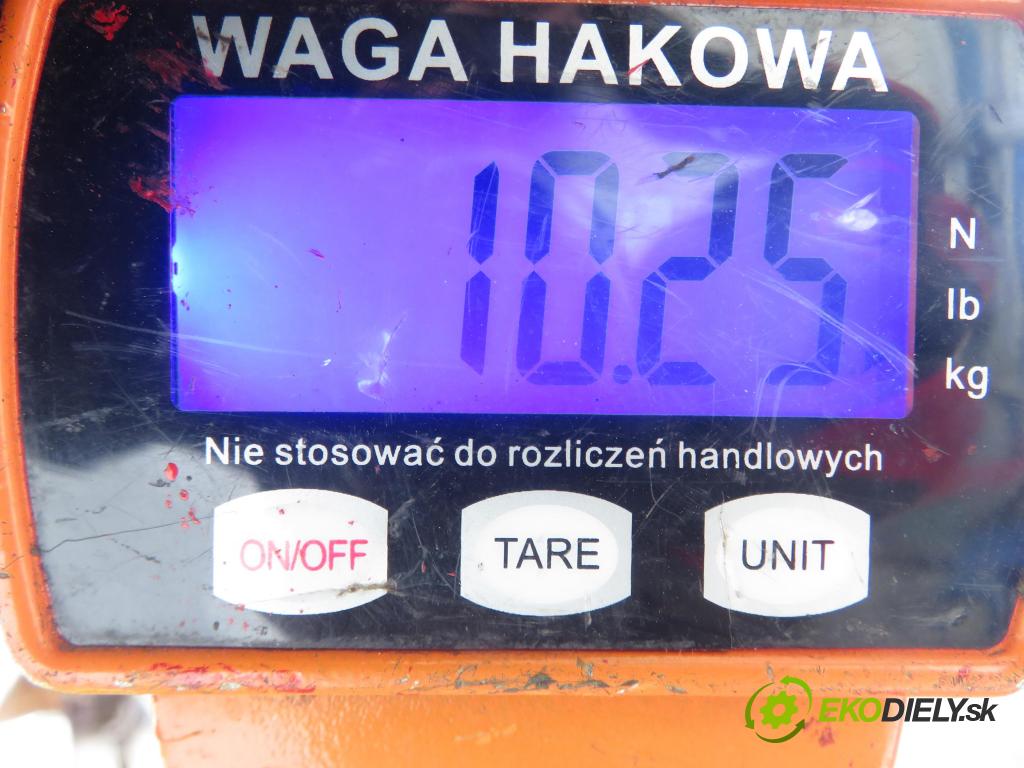 WAGA HAKOWA
10.25
N
lb
kg
Nie stosować do rozliczeń handlowych
ON/OFF TARE UNIT
EKODIELY.sk